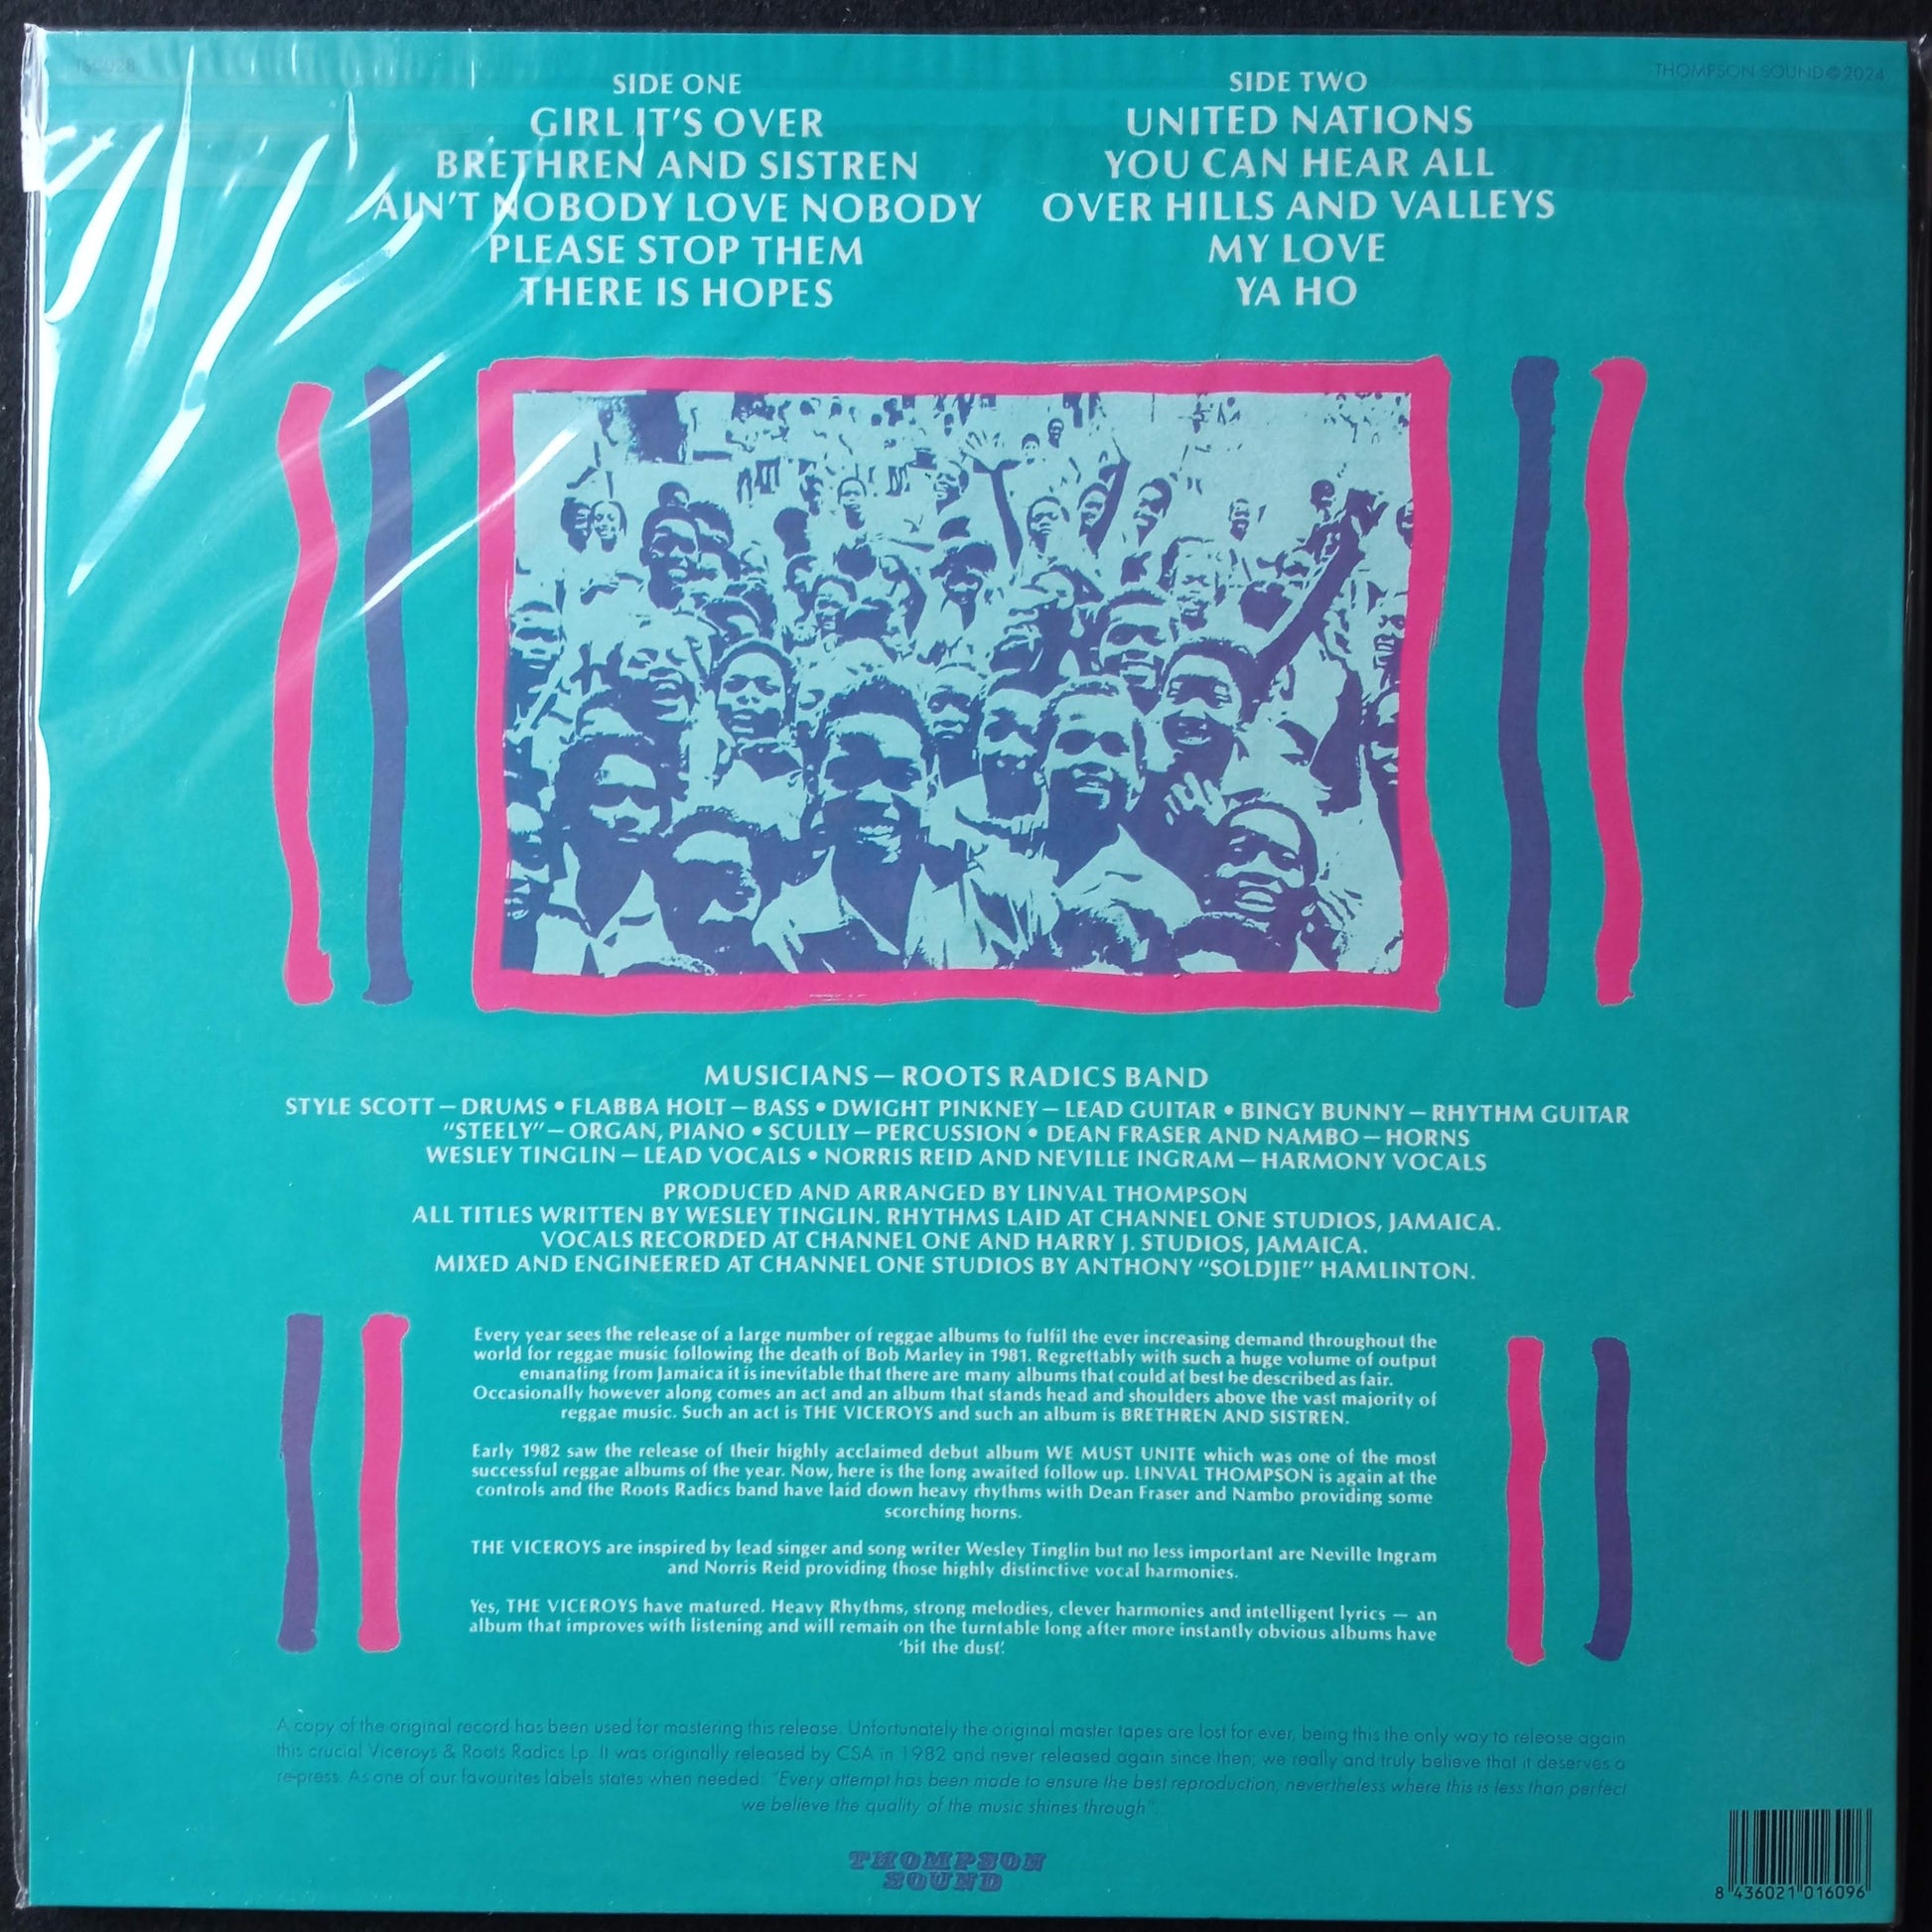 THOMPSON SOUND©2024
SIDE ONE
GIRL IT'S OVER
BRETHREN AND SISTREN
AIN'T NOBODY LOVE NOBODY
PLEASE STOP THEM
THERE IS HOPES
SIDE TWO
UNITED NATIONS
YOU CAN HEAR ALL
OVER HILLS AND VALLEYS
MY LOVE
YA HO
MUSICIANS — ROOTS RADICS BAND
STYLE SCOTT — DRUMS • FLABBA HOLT — BASS • DWIGHT PINKNEY — LEAD GUITAR • BINGY BUNNY — RHYTHM GUITAR
"STEELY" — ORGAN, PIANO • SCULLY — PERCUSSION • DEAN FRASER AND NAMBO — HORNS
WESLEY TINGLIN — LEAD VOCALS • NORRIS REID AND NEVILLE INGRAM — HARMONY VOCALS
PRODUCED AND ARRANGED BY LINVAL THOMPSON
ALL TITLES WRITTEN BY WESLEY TINGLIN. RHYTHMS LAID AT CHANNEL ONE STUDIOS, JAMAICA.
VOCALS RECORDED AT CHANNEL ONE AND HARRY J. STUDIOS, JAMAICA.
MIXED AND ENGINEERED AT CHANNEL ONE STUDIOS BY ANTHONY "SOLDJIE" HAMLINTON.
Every year sees the release of a large number of reggae albums to fulfil the ever increasing demand throughout the
world for reggae music following the death of Bob Marley in 1981. Regrettably with such a huge volume of output
emanating from Jamaica it is inevitable that there are many albums that could at best be described as fair.
Occasionally however along comes an act and an album that stands head and shoulders above the vast majority of
reggae music. Such an act is THE VICEROYS and such an album is BRETHREN AND SISTREN.
Early 1982 saw the release of their highly acclaimed debut album WE MUST UNITE which was one of the most
successful reggae albums of the year. Now, here is the long awaited follow up. LINVAL THOMPSON is again at the
controls and the Roots Radics band have laid down heavy rhythms with Dean Fraser and Nambo providing some
scorching horns.
THE VICEROYS are inspired by lead singer and song writer Wesley Tinglin but no less important are Neville Ingram
and Norris Reid providing those highly distinctive vocal harmonies.
Yes, THE VICEROYS have matured. Heavy Rhythms, strong melodies, clever harmonies and intelligent lyrics — an
album that improves with listening and will remain on the turntable long after more instantly obvious albums have
'bit the dust'.
A copy of the original record has been used for mastering this release. Unfortunately the original master tapes are lost for ever, being this the only way to release again
this crucial Viceroys & Roots Radics Lp. It was originally released by CSA in 1982 and never released again since then; we really and truly believe that it deserves a
re-press. As one of our favourites labels states when needed: "Every attempt has been made to ensure the best reproduction, nevertheless where this is less than perfect
we believe the quality of the music shines through".
THOMPSON
SOUND
8 436021 016096